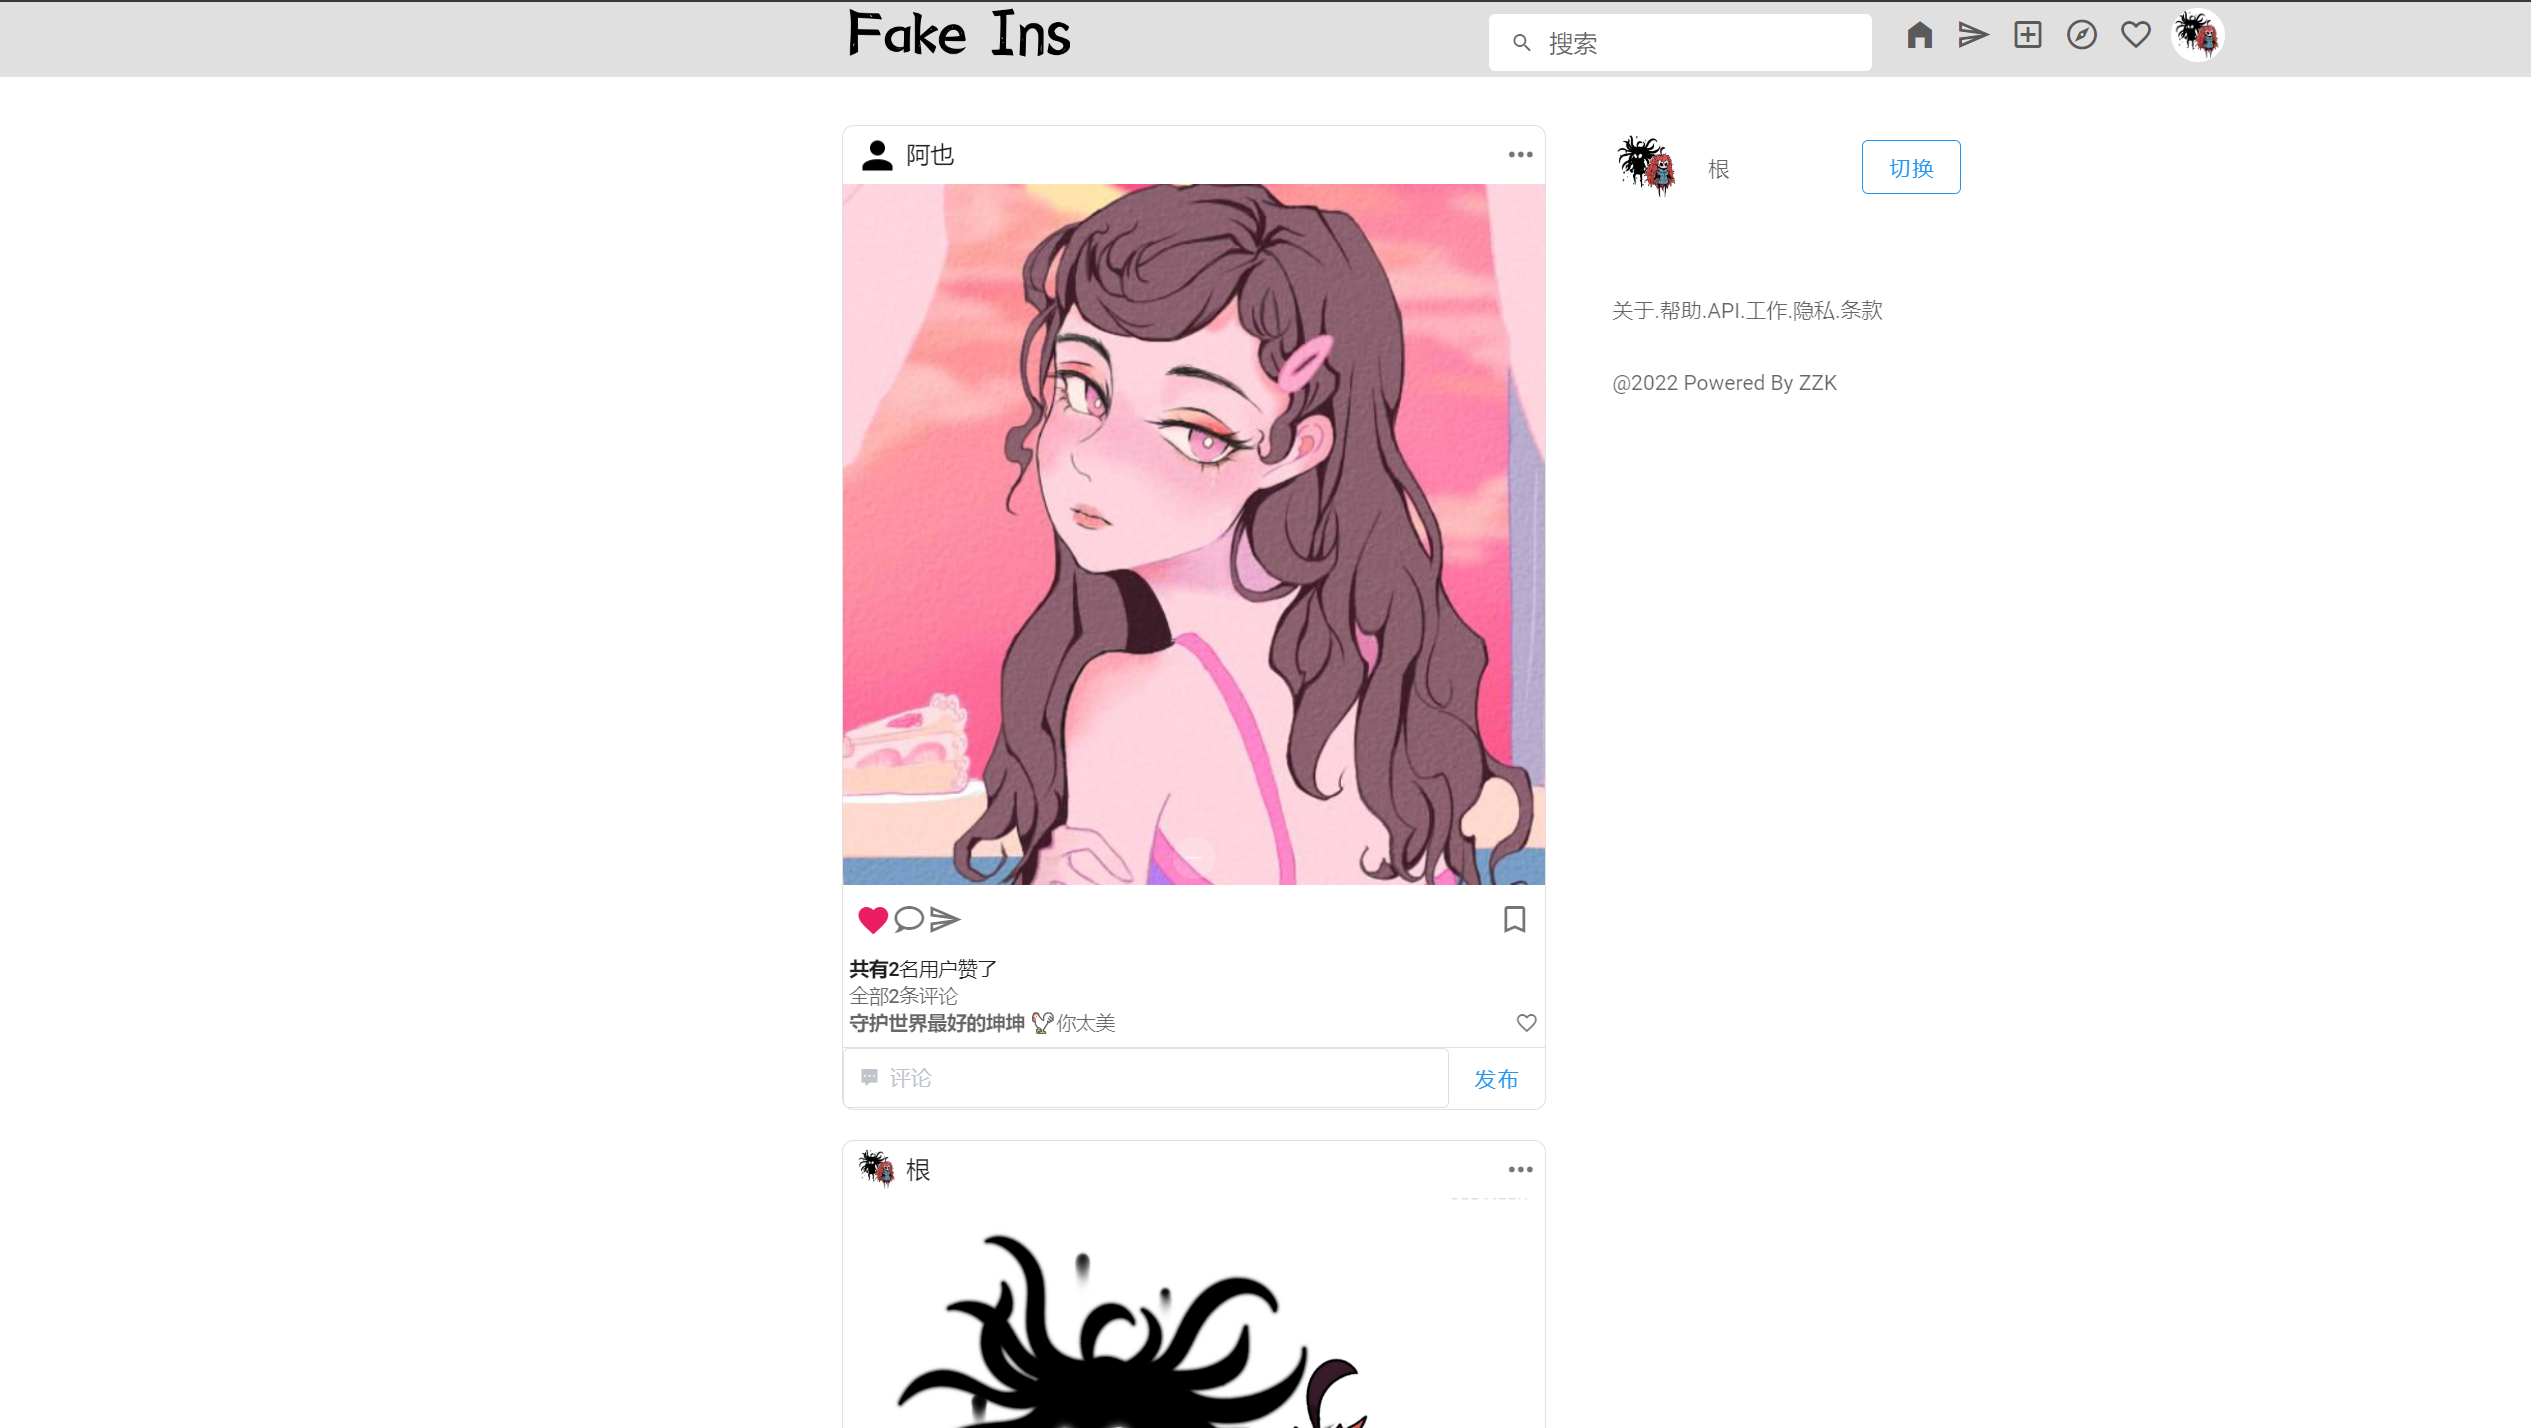 Fake Ins
搜索
阿也
根
切换
关于.帮助.API.工作.隐私.条款
@2022 Powered By ZZK
共有2名用户赞了
全部2条评论
守护世界最好的坤坤 🐓你太美
评论
发布
根